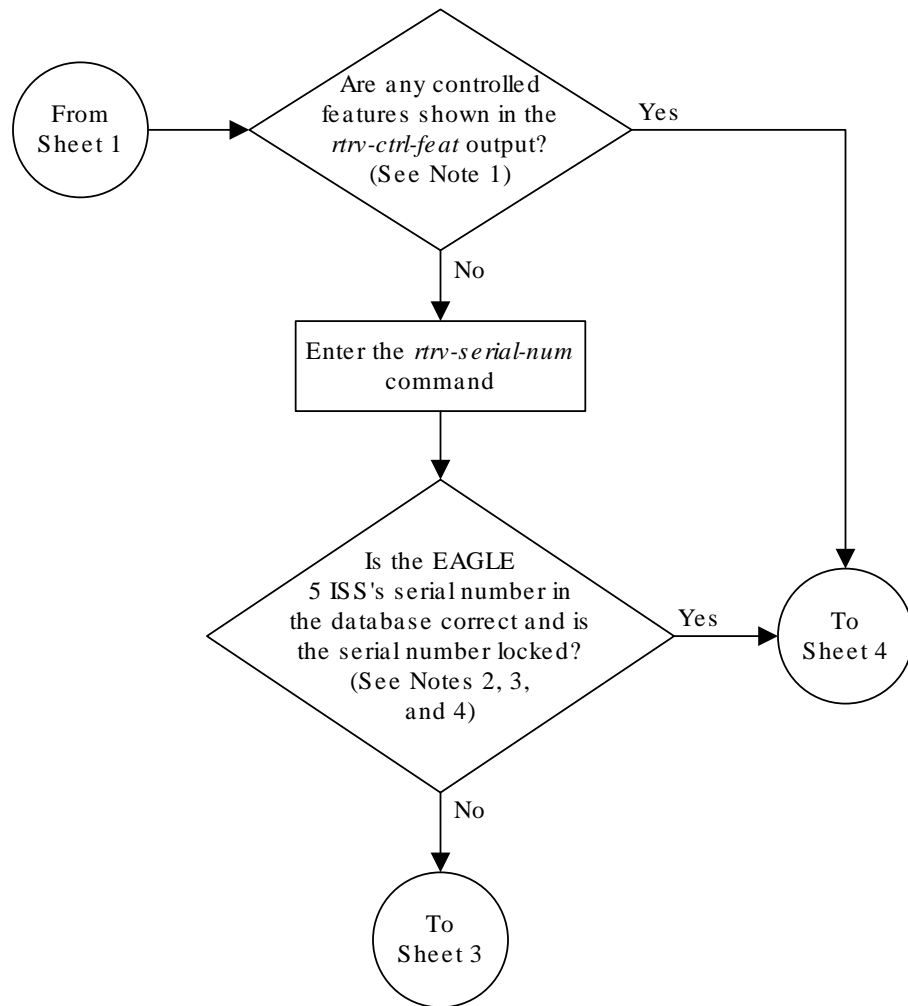 From
Sheet 1
Are any controlled
features shown in the
rtrv-ctrl-feat output?
(See Note 1)
Yes
No
Enter the rtrv-serial-num
command
Is the EAGLE
5 ISS's serial number in
the database correct and is
the serial number locked?
(See Notes 2, 3,
and 4)
Yes
To
Sheet 4
No
To
Sheet 3